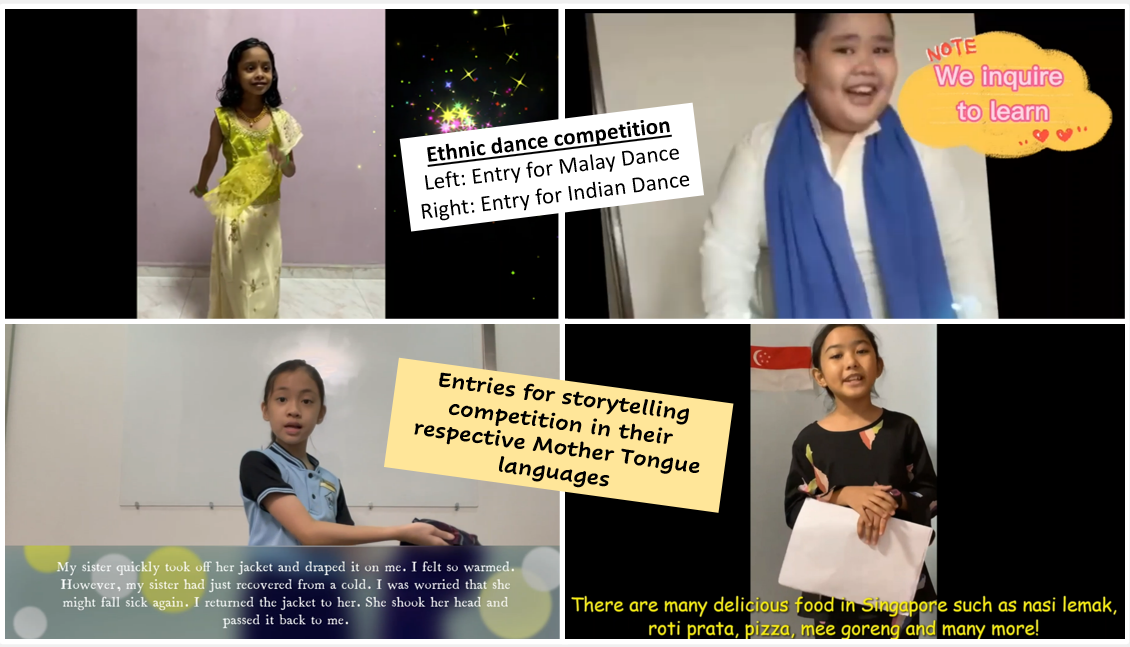 Ethnic dance competition
Left: Entry for Malay Dance
Right: Entry for Indian Dance
NOTE
We inquire
to learn
Entries for storytelling
competition in their
respective Mother Tongue
languages
My sister quickly took off her jacket and draped it on me. I felt so warmed.
However, my sister had just recovered from a cold. I was worried that she
might fall sick again. I returned the jacket to her. She shook her head and
passed it back to me.
There are many delicious food in Singapore such as nasi lemak,
roti prata, pizza, mee goreng and many more!